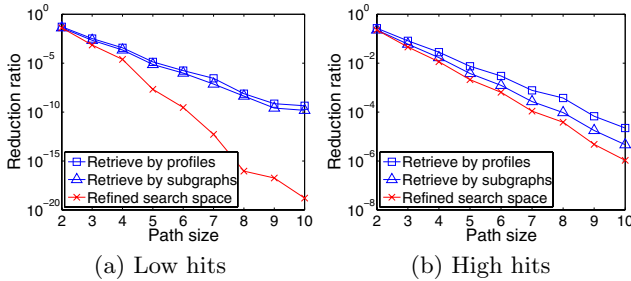 10^0
10^-5
10^-10
10^-15
10^-20
Reduction ratio
Retrieve by profiles
Retrieve by subgraphs
Refined search space
2 3 4 5 6 7 8 9 10
Path size
(a) Low hits
10^0
10^-2
10^-4
10^-6
10^-8
Reduction ratio
Retrieve by profiles
Retrieve by subgraphs
Refined search space
2 3 4 5 6 7 8 9 10
Path size
(b) High hits